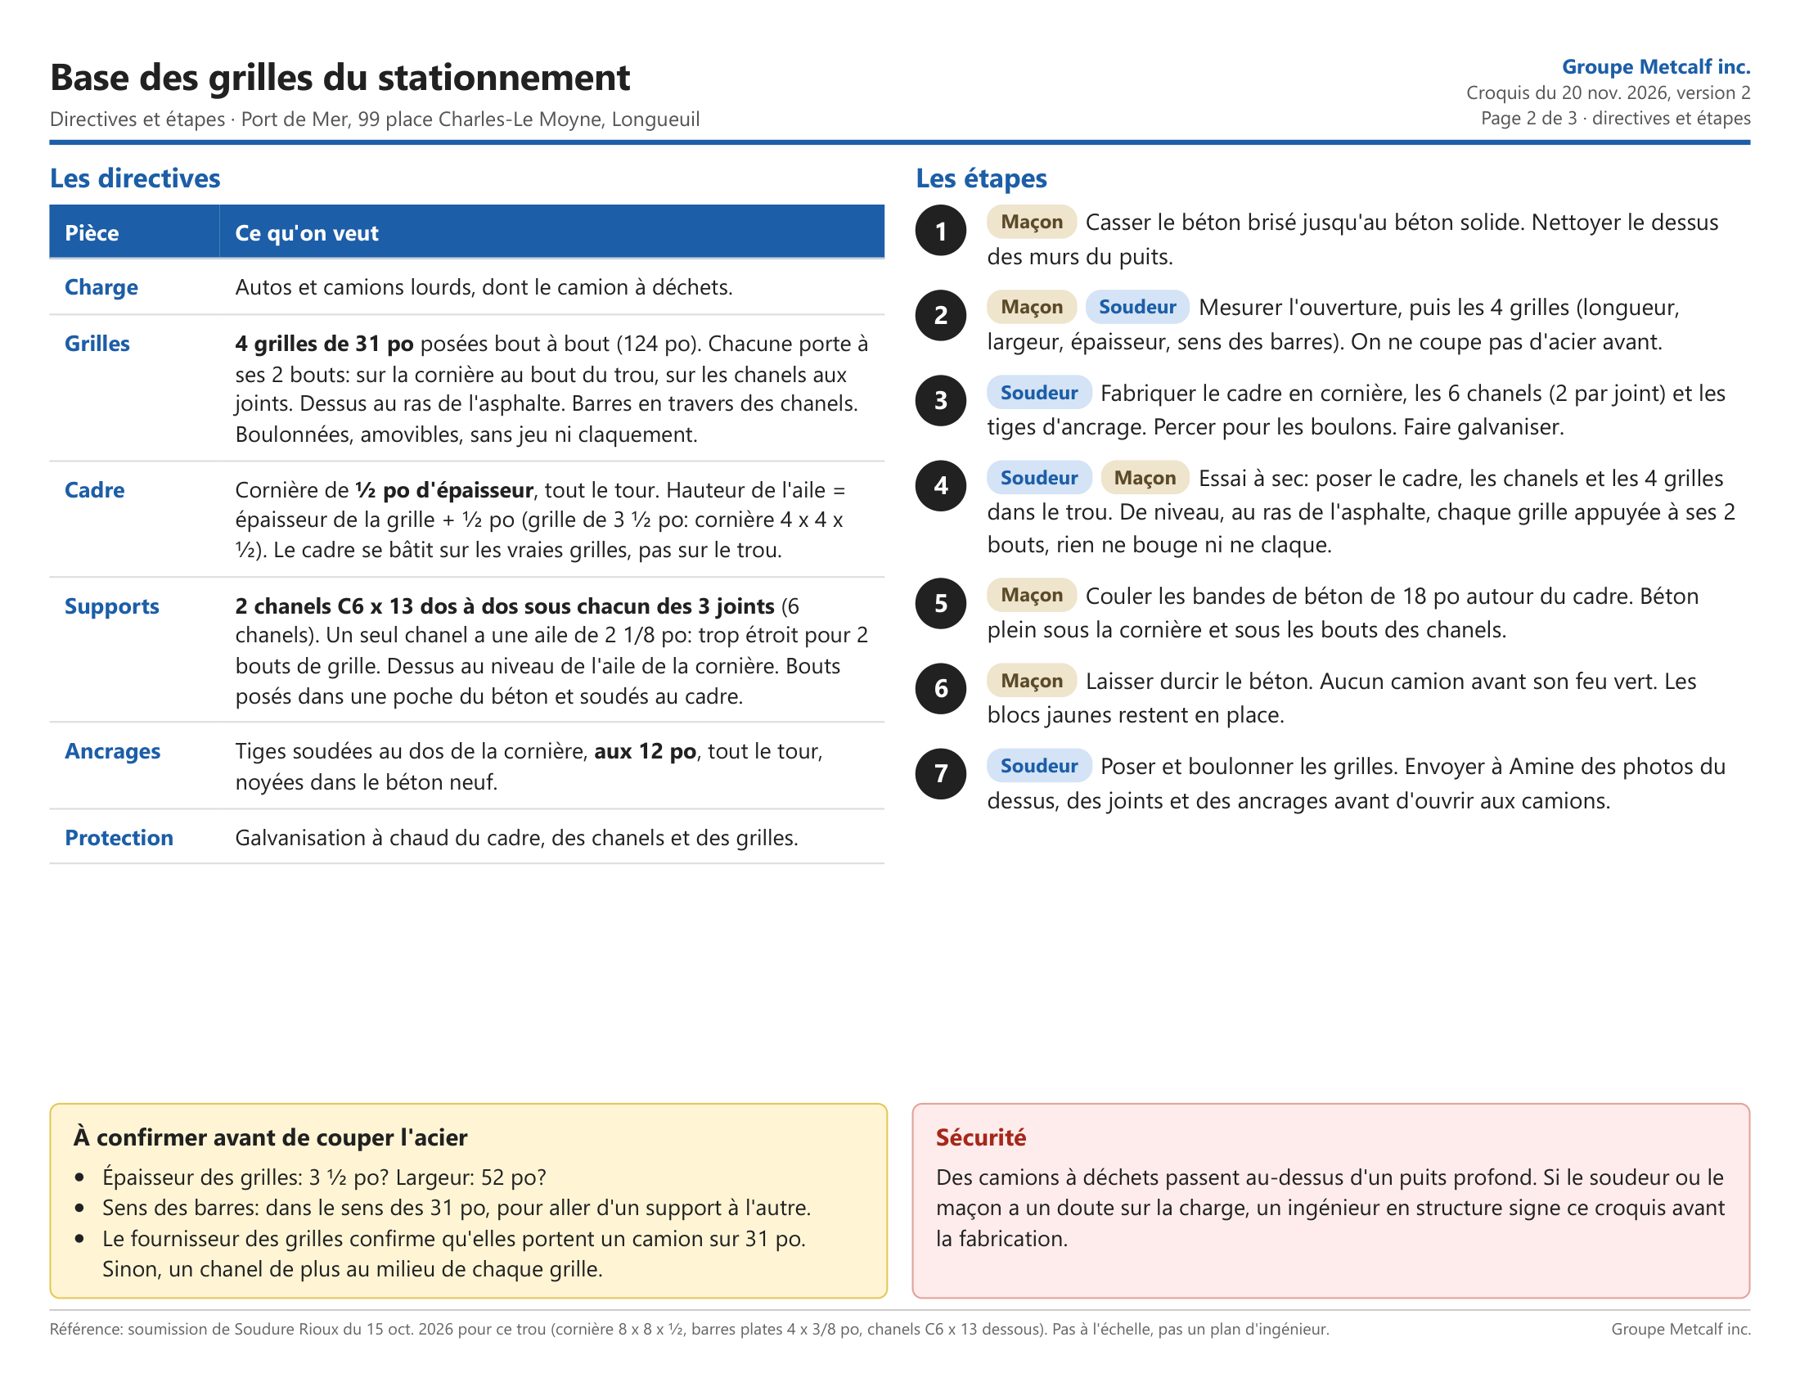 Base des grilles du stationnement
Directives et étapes · Port de Mer, 99 place Charles-Le Moyne, Longueuil
Groupe Metcalf inc.
Croquis du 20 nov. 2026, version 2
Page 2 de 3 · directives et étapes
Les directives
Pièce Ce qu'on veut
Charge Autos et camions lourds, dont le camion à déchets.
Grilles 4 grilles de 31 po posées bout à bout (124 po). Chacune porte à
ses 2 bouts: sur la cornière au bout du trou, sur les chanels aux
joints. Dessus au ras de l'asphalte. Barres en travers des chanels.
Boulonnées, amovibles, sans jeu ni claquement.
Cadre Cornière de ½ po d'épaisseur, tout le tour. Hauteur de l'aile =
épaisseur de la grille + ½ po (grille de 3 ½ po: cornière 4 x 4 x
½). Le cadre se bâtit sur les vraies grilles, pas sur le trou.
Supports 2 chanels C6 x 13 dos à dos sous chacun des 3 joints (6
chanels). Un seul chanel a une aile de 2 1/8 po: trop étroit pour 2
bouts de grille. Dessus au niveau de l'aile de la cornière. Bouts
posés dans une poche du béton et soudés au cadre.
Ancrages Tiges soudées au dos de la cornière, aux 12 po, tout le tour,
noyées dans le béton neuf.
Protection Galvanisation à chaud du cadre, des chanels et des grilles.
Les étapes
1 Maçon Casser le béton brisé jusqu'au béton solide. Nettoyer le dessus
des murs du puits.
2 Maçon Soudeur Mesurer l'ouverture, puis les 4 grilles (longueur,
largeur, épaisseur, sens des barres). On ne coupe pas d'acier avant.
3 Soudeur Fabriquer le cadre en cornière, les 6 chanels (2 par joint) et les
tiges d'ancrage. Percer pour les boulons. Faire galvaniser.
4 Soudeur Maçon Essai à sec: poser le cadre, les chanels et les 4 grilles
dans le trou. De niveau, au ras de l'asphalte, chaque grille appuyée à ses 2
bouts, rien ne bouge ni ne claque.
5 Maçon Couler les bandes de béton de 18 po autour du cadre. Béton
plein sous la cornière et sous les bouts des chanels.
6 Maçon Laisser durcir le béton. Aucun camion avant son feu vert. Les
blocs jaunes restent en place.
7 Soudeur Poser et boulonner les grilles. Envoyer à Amine des photos du
dessus, des joints et des ancrages avant d'ouvrir aux camions.
À confirmer avant de couper l'acier
• Épaisseur des grilles: 3 ½ po? Largeur: 52 po?
• Sens des barres: dans le sens des 31 po, pour aller d'un support à l'autre.
• Le fournisseur des grilles confirme qu'elles portent un camion sur 31 po.
Sinon, un chanel de plus au milieu de chaque grille.
Sécurité
Des camions à déchets passent au-dessus d'un puits profond. Si le soudeur ou le
maçon a un doute sur la charge, un ingénieur en structure signe ce croquis avant
la fabrication.
Référence: soumission de Soudure Rioux du 15 oct. 2026 pour ce trou (cornière 8 x 8 x ½, barres plates 4 x 3/8 po, chanels C6 x 13 dessous). Pas à l'échelle, pas un plan d'ingénieur.
Groupe Metcalf inc.